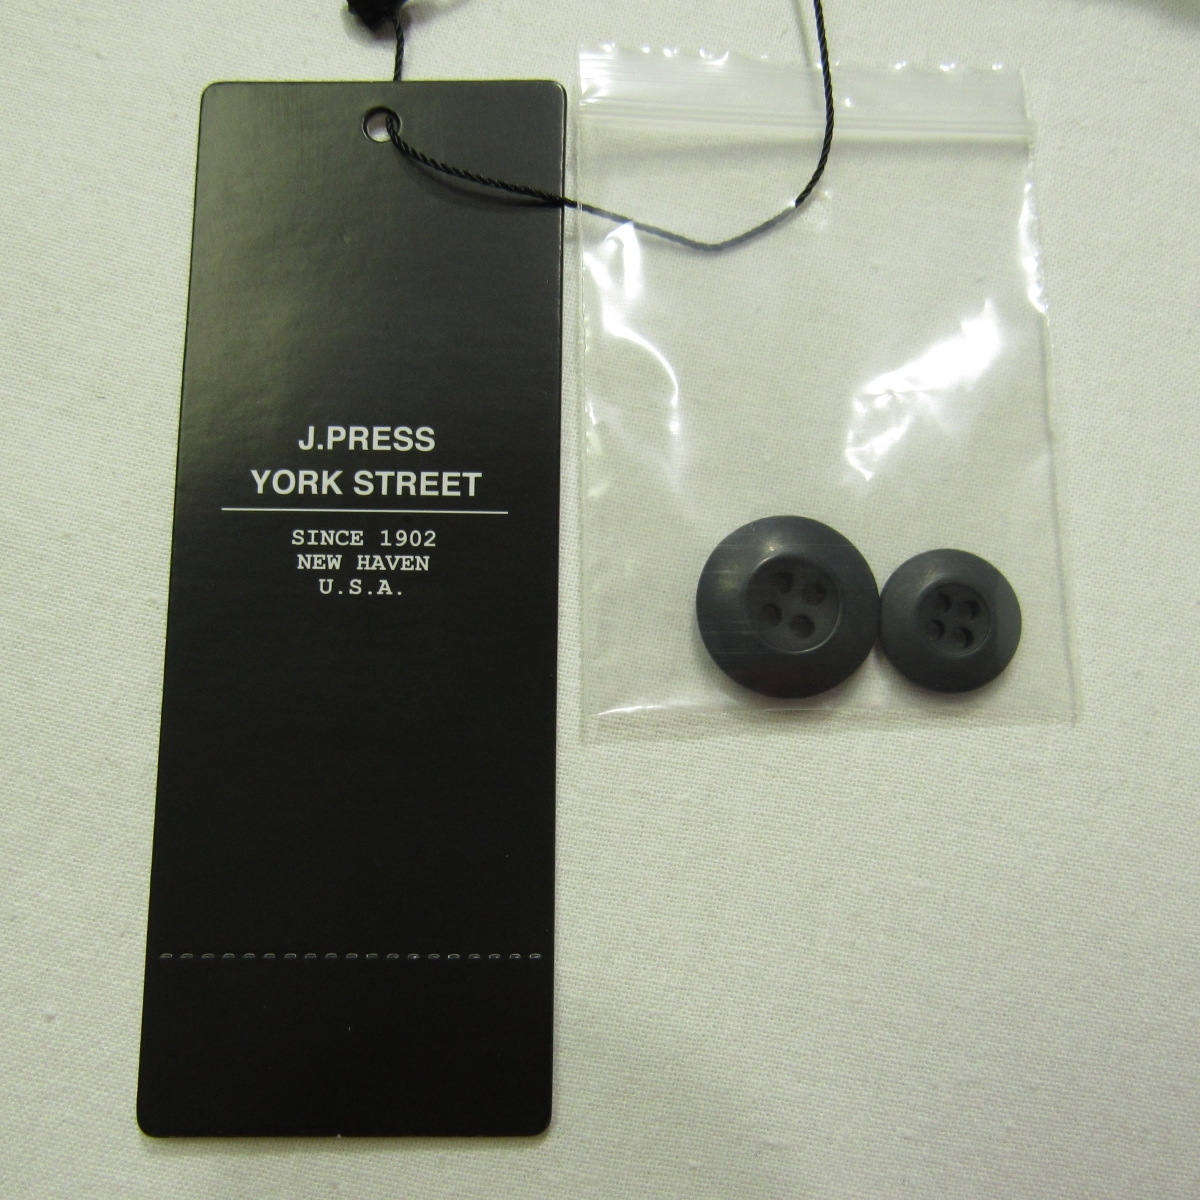 J.PRESS
YORK STREET
SINCE 1902
NEW HAVEN
U.S.A.